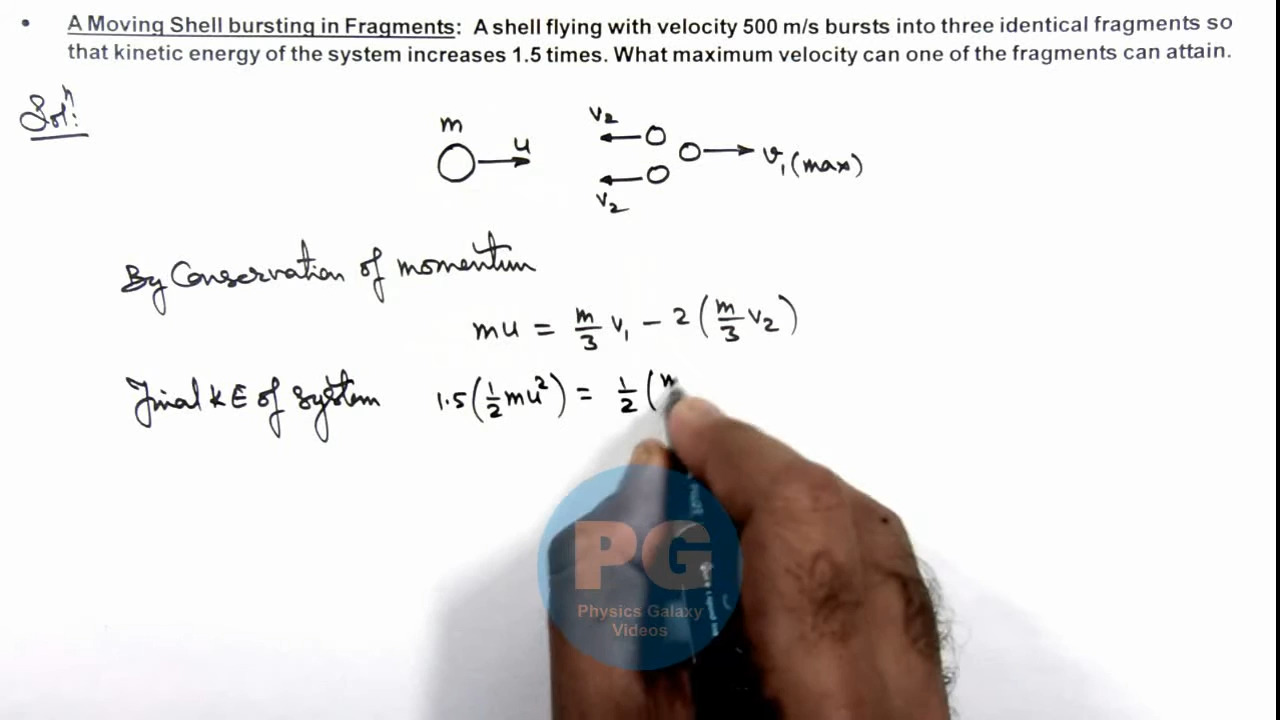 • A Moving Shell bursting in Fragments: A shell flying with velocity 500 m/s bursts into three identical fragments so
that kinetic energy of the system increases 1.5 times. What maximum velocity can one of the fragments can attain.
Solⁿ:
m u v₂ v₂ v₁(max)
By Conservation of momentum
mu = m/3 v₁ − 2 (m/3 v₂)
Final KE of system 1.5(1/2 mu²) = 1/2 (m
PG
Physics Galaxy
Videos